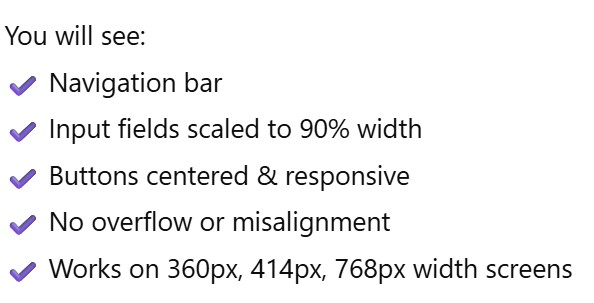 You will see:
✔ Navigation bar
✔ Input fields scaled to 90% width
✔ Buttons centered & responsive
✔ No overflow or misalignment
✔ Works on 360px, 414px, 768px width screens